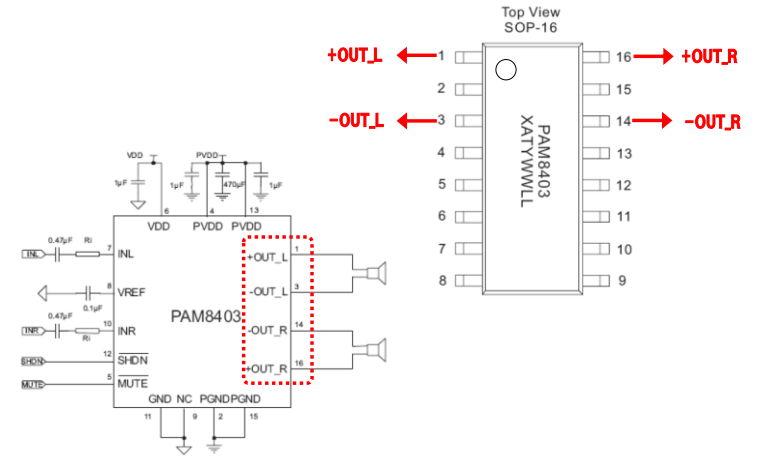 Top View
SOP-16
+OUT_L
1
16
+OUT_R
2
15
-OUT_L
3
14
-OUT_R
4
13
5
12
6
11
7
10
8
9
PAM8403
XATYWWLL
VDD
PVDD
1µF
1µF
470µF
1µF
6
4
13
VDD
PVDD
PVDD
INL
0.47µF
Ri
7
INL
8
VREF
0.1µF
INR
0.47µF
Ri
10
INR
SHDN
12
SHDN
MUTE
5
MUTE
PAM8403
+OUT_L
1
-OUT_L
3
-OUT_R
14
+OUT_R
16
GND
NC
PGND
PGND
11
9
2
15